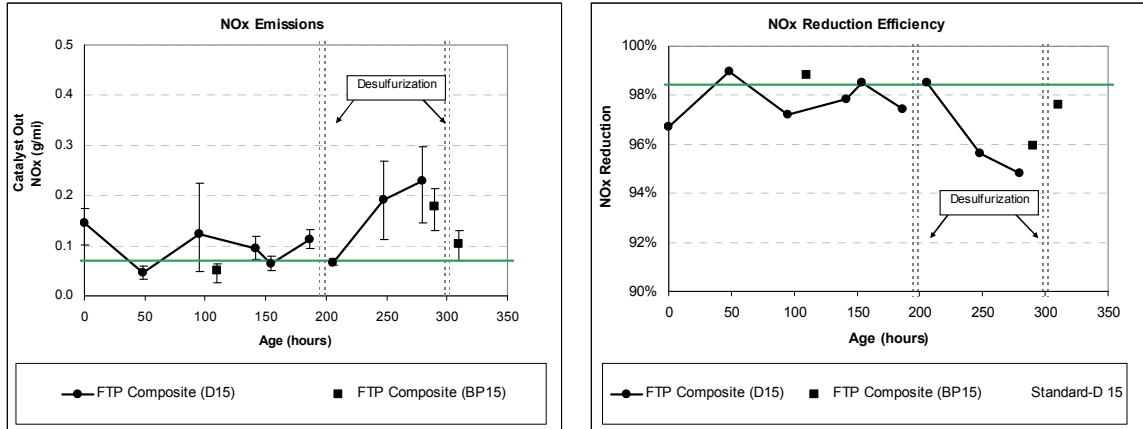 NOx Emissions
0.5
0.4
0.3
0.2
0.1
0.0
Catalyst Out
NOx (g/mi)
Desulfurization
0 50 100 150 200 250 300 350
Age (hours)
FTP Composite (D15) FTP Composite (BP15)
NOx Reduction Efficiency
100%
98%
96%
94%
92%
90%
NOx Reduction
Desulfurization
0 50 100 150 200 250 300 350
Age (hours)
FTP Composite (D15) FTP Composite (BP15) Standard-D 15